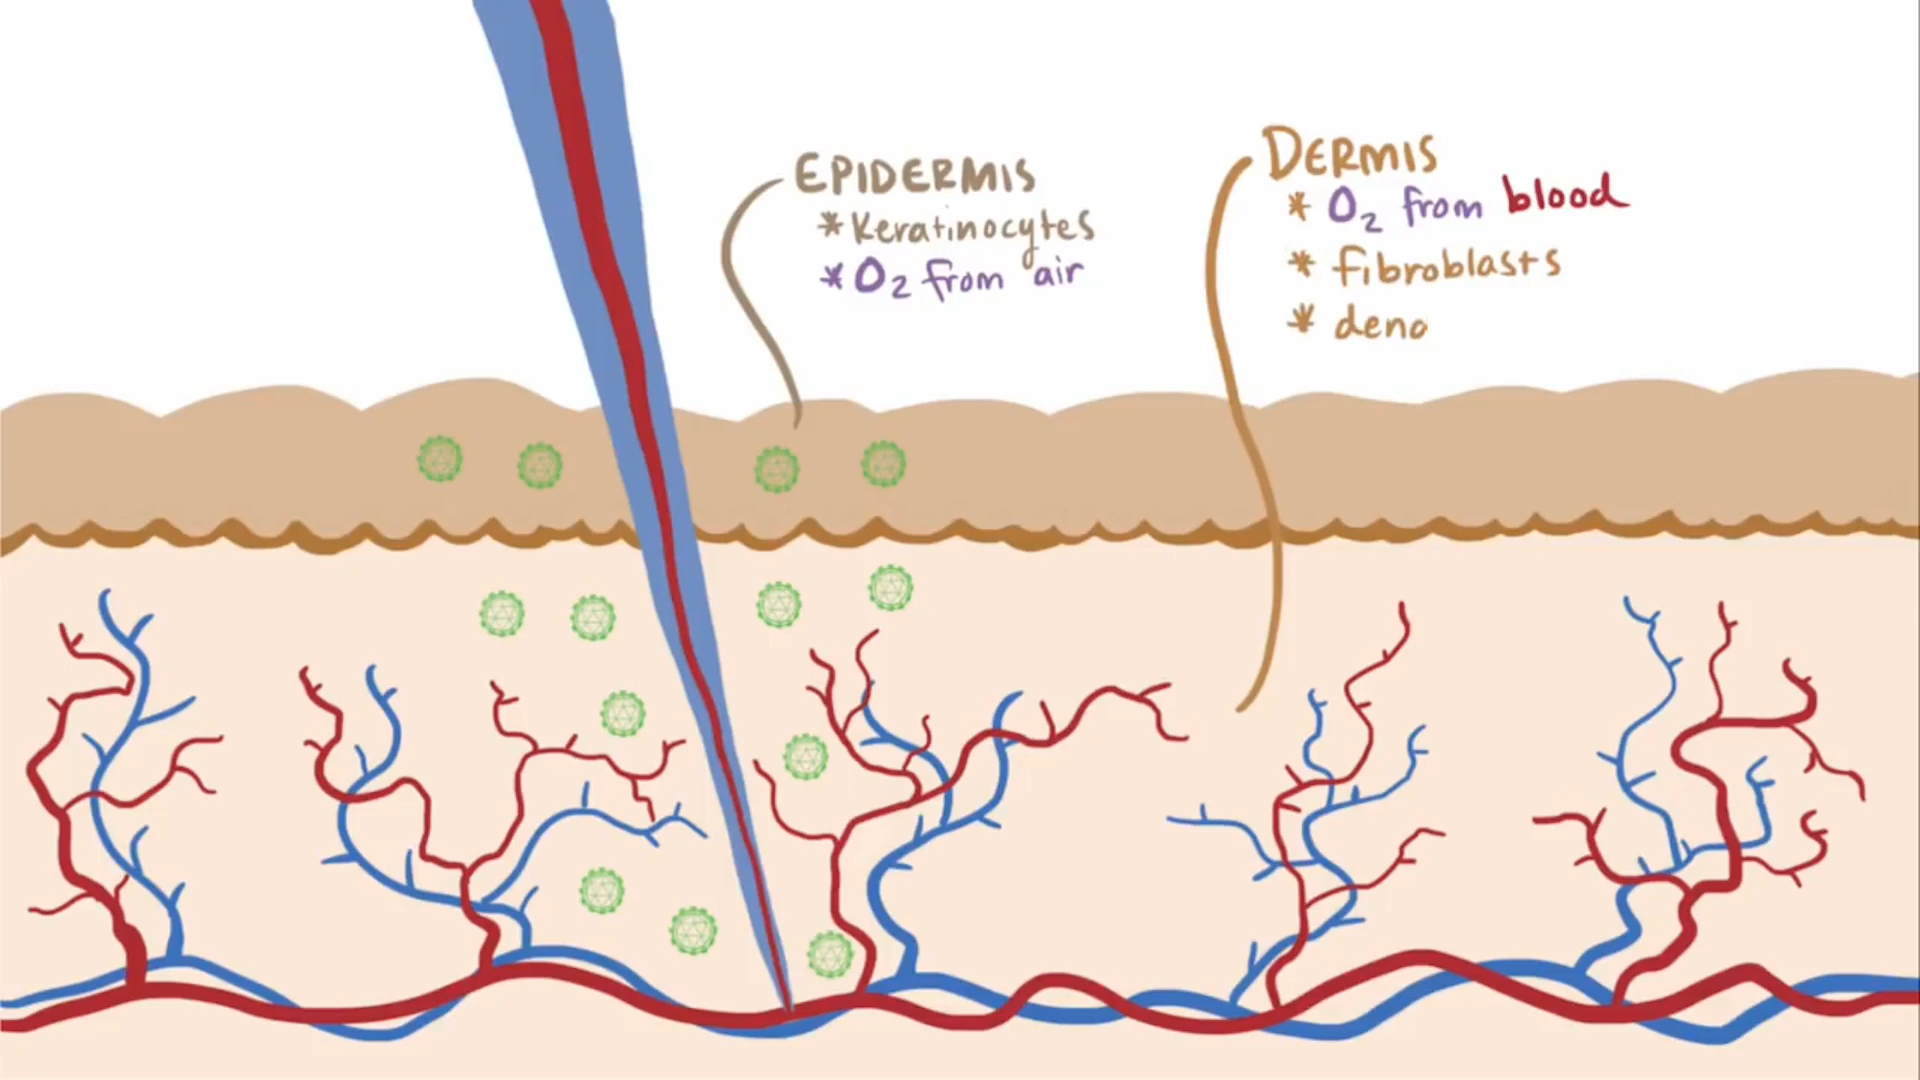 EPIDERMIS
* Keratinocytes
* O₂ from air
DERMIS
* O₂ from blood
* fibroblasts
* deno